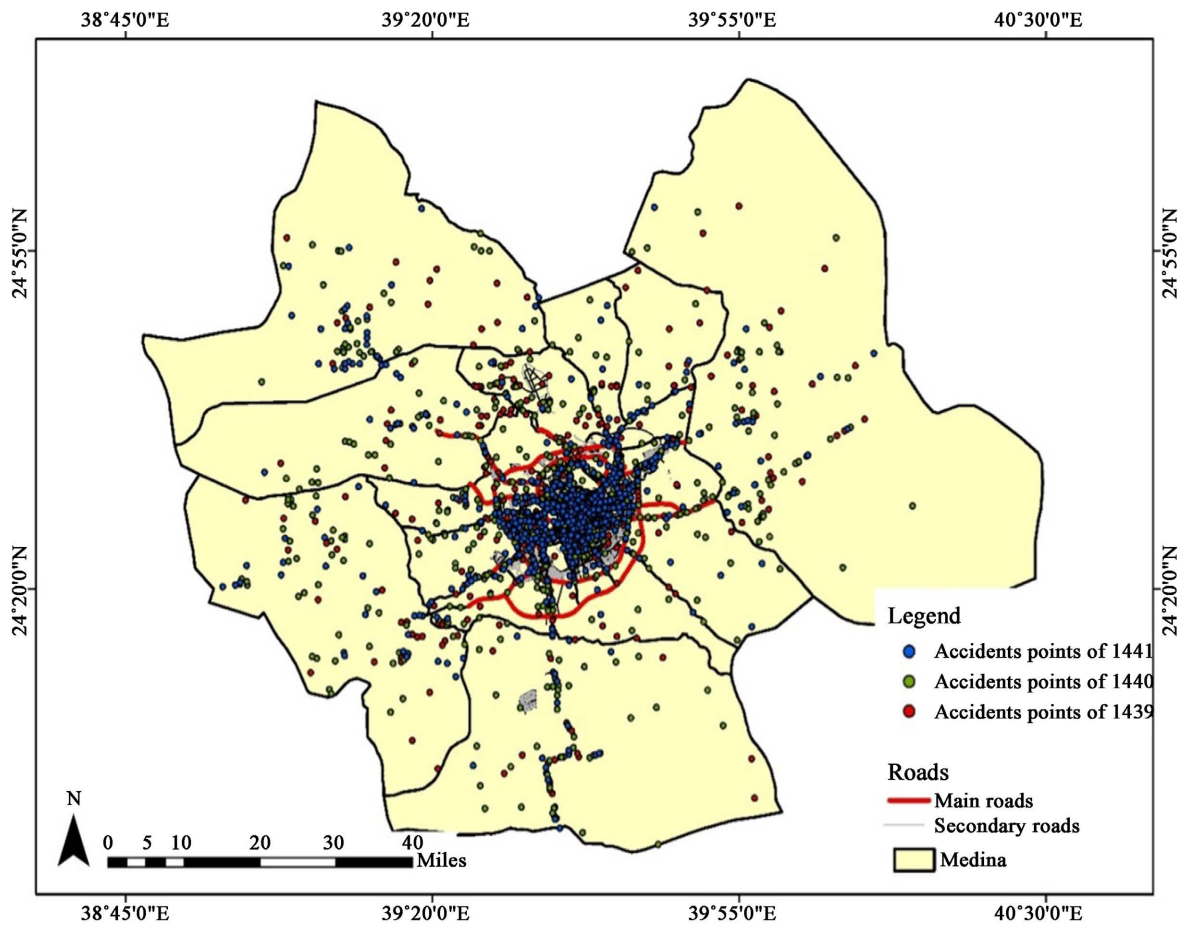 38°45'0"E 39°20'0"E 39°55'0"E 40°30'0"E
24°55'0"N 24°55'0"N
24°20'0"N 24°20'0"N
Legend
Accidents points of 1441
Accidents points of 1440
Accidents points of 1439
Roads
Main roads
Secondary roads
Medina
N
0 5 10 20 30 40
Miles
38°45'0"E 39°20'0"E 39°55'0"E 40°30'0"E